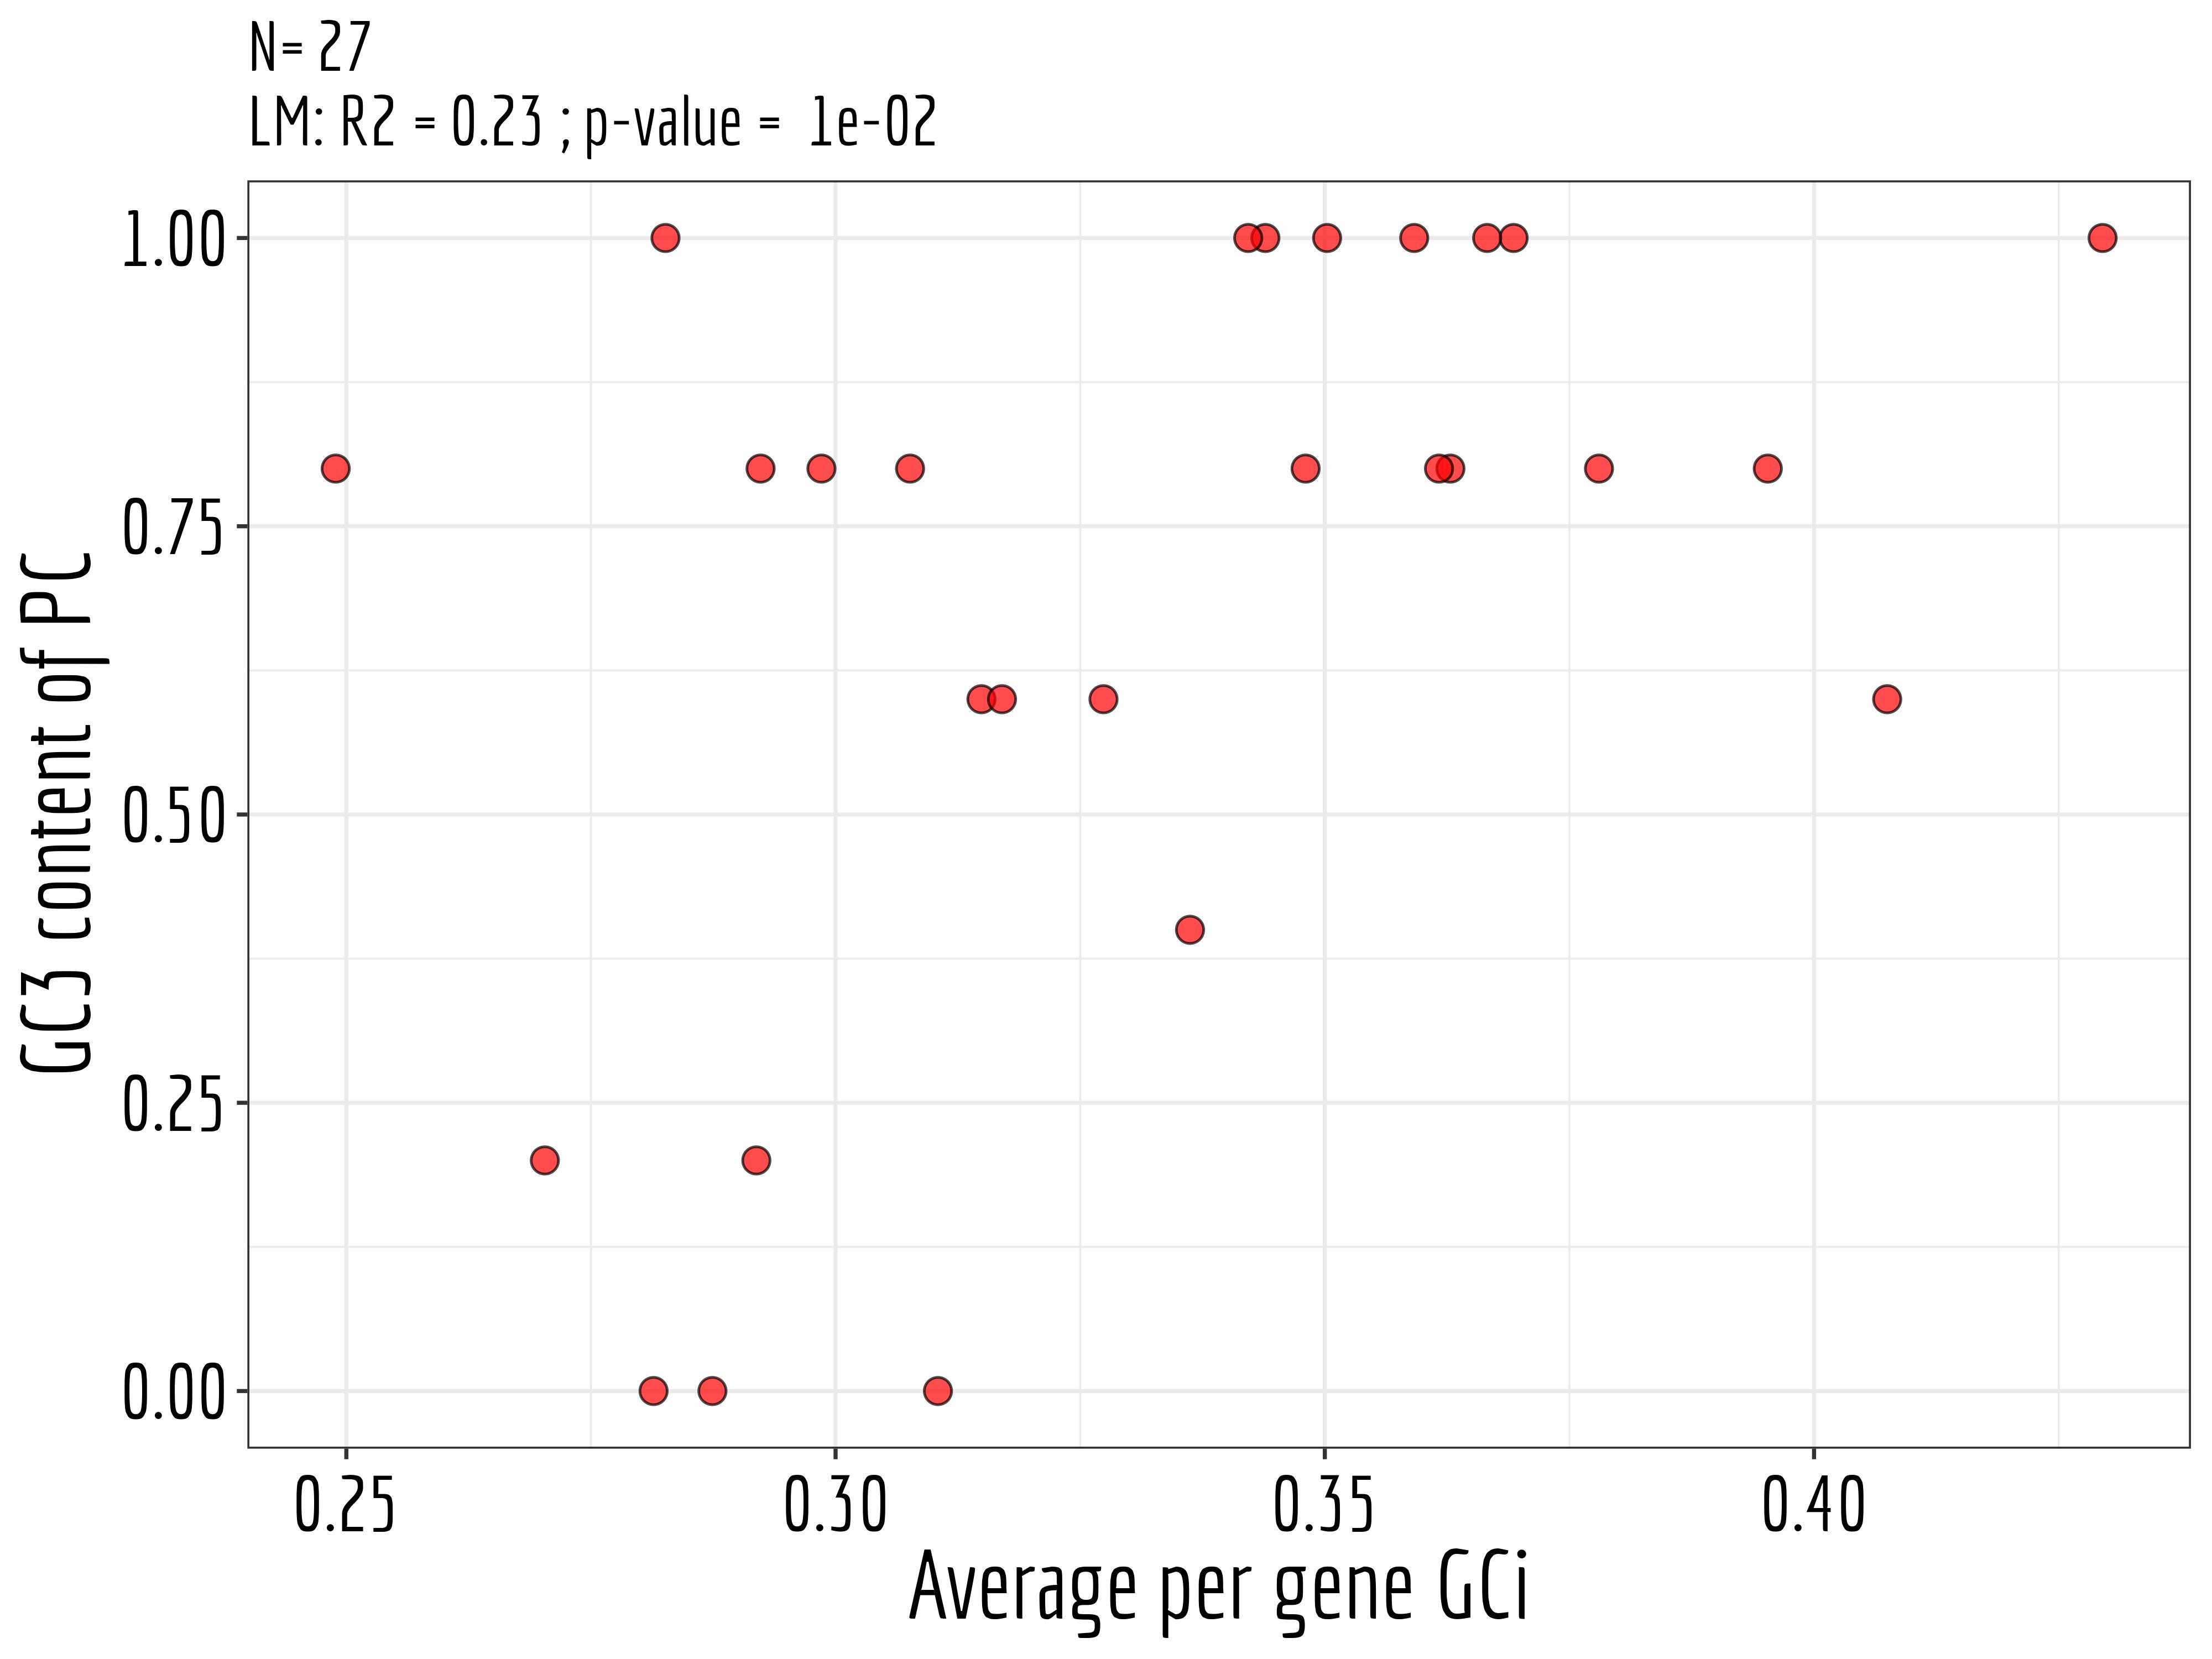 N= 27
LM: R2 = 0.23 ; p-value =  1e-02
1.00
0.75
0.50
0.25
0.00
GC3 content of PC
0.25
0.30
0.35
0.40
Average per gene GCi